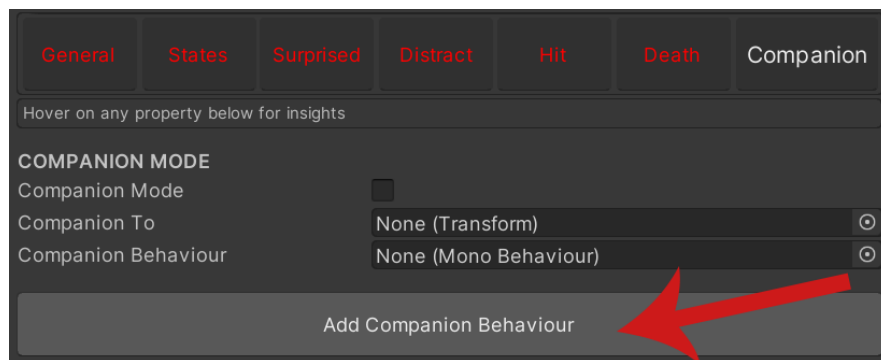 General States Surprised Distract Hit Death Companion
Hover on any property below for insights
COMPANION MODE
Companion Mode
Companion To None (Transform)
Companion Behaviour None (Mono Behaviour)
Add Companion Behaviour